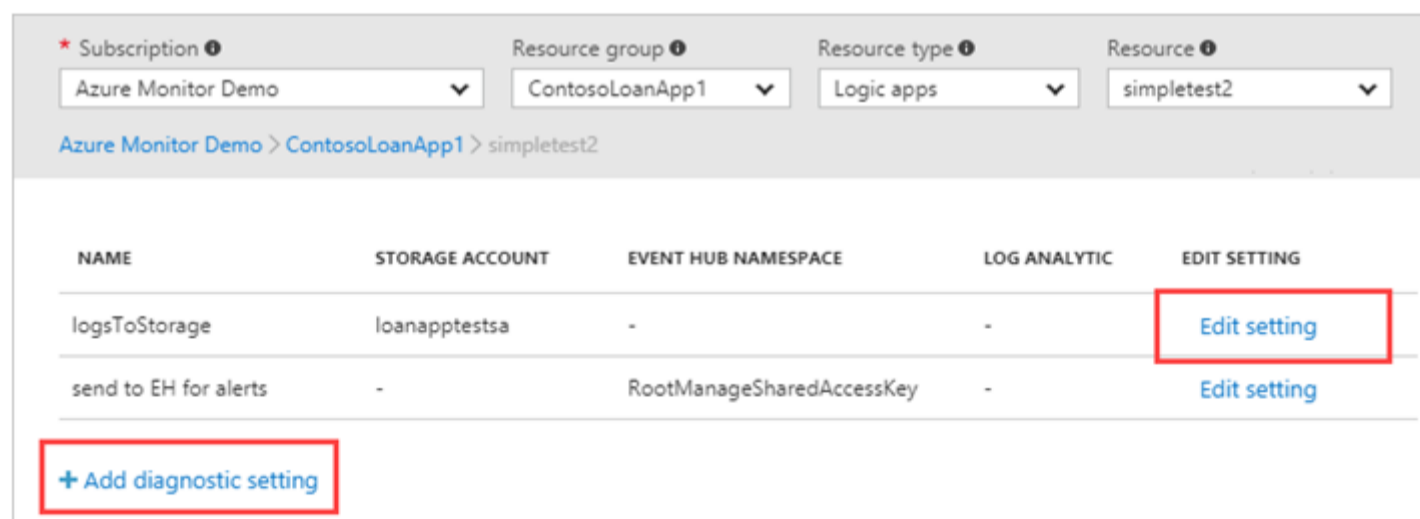 * Subscription Resource group Resource type Resource
Azure Monitor Demo ContosoLoanApp1 Logic apps simpletest2
Azure Monitor Demo > ContosoLoanApp1 > simpletest2
NAME STORAGE ACCOUNT EVENT HUB NAMESPACE LOG ANALYTIC EDIT SETTING
logsToStorage loanapptestsa - - Edit setting
send to EH for alerts - RootManageSharedAccessKey - Edit setting
+ Add diagnostic setting